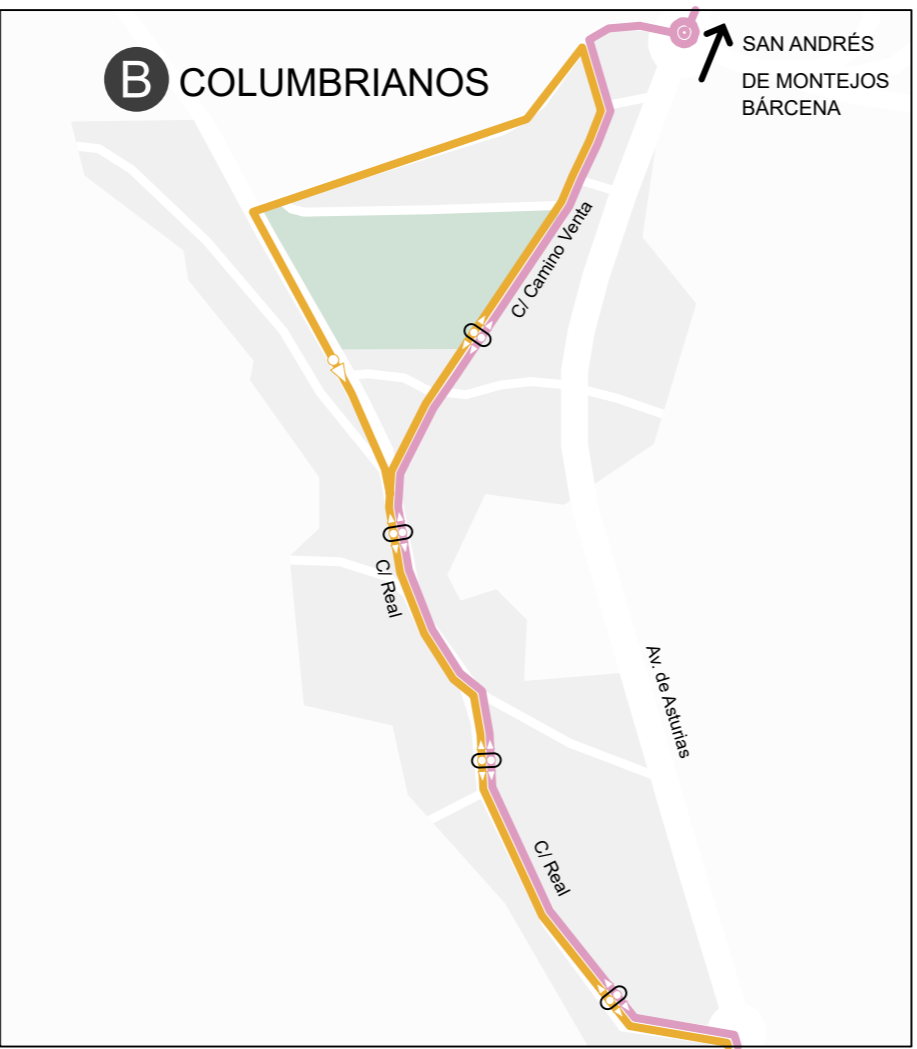 B COLUMBRIANOS
SAN ANDRÉS
DE MONTEJOS
BÁRCENA
C/ Camino Venta
C/ Real
Av. de Asturias
C/ Real